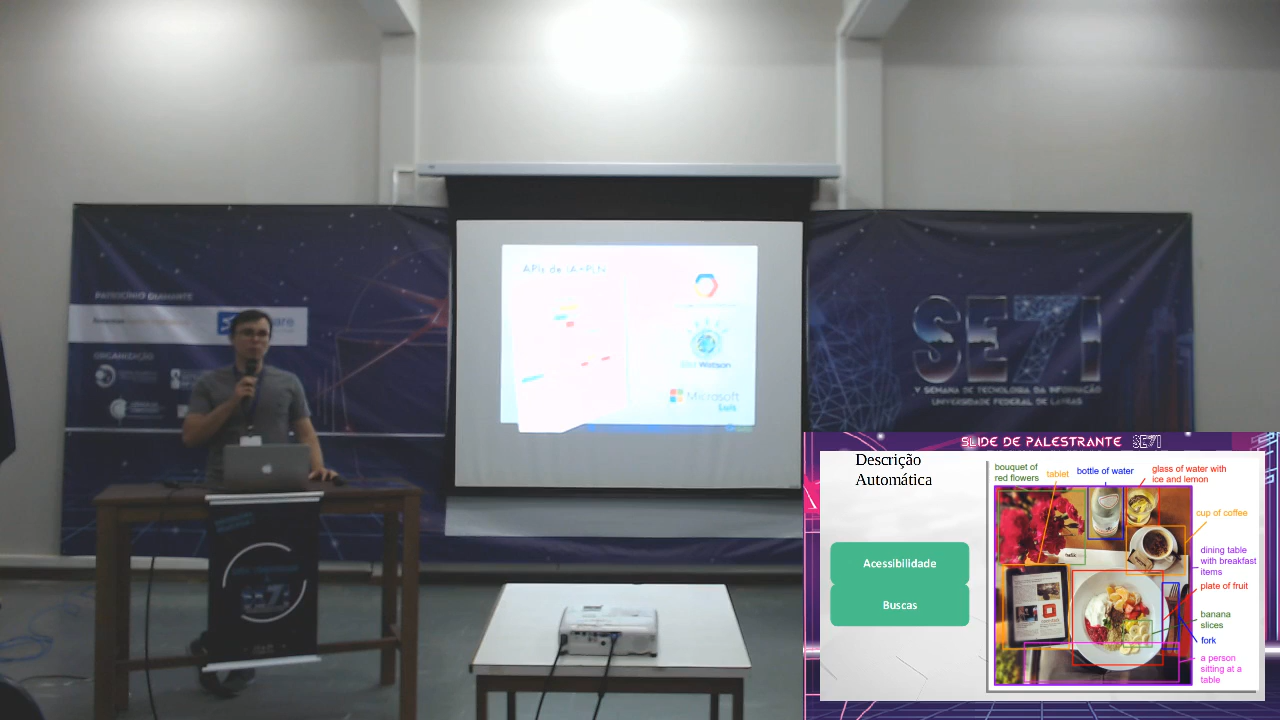 APIs de IA - PLN
Watson
Microsoft
Luis
PATROCÍNIO DIAMANTE
ORGANIZAÇÃO
SE7I
V SEMANA DE TECNOLOGIA DA INFORMAÇÃO
UNIVERSIDADE FEDERAL DE LAVRAS
SLIDE DE PALESTRANTE SE7I
Descrição
Automática
Acessibilidade
Buscas
bouquet of
red flowers
tablet
bottle of water
glass of water with
ice and lemon
cup of coffee
dining table
with breakfast
items
plate of fruit
banana
slices
fork
a person
sitting at a
table